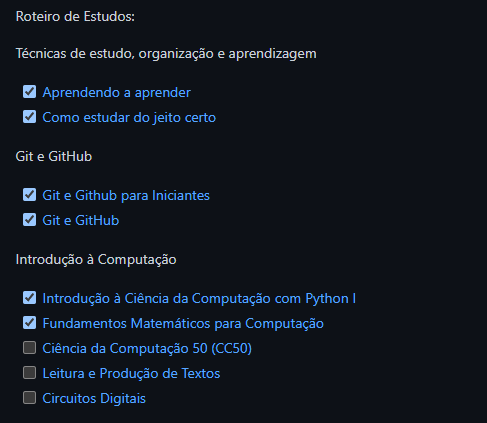 Roteiro de Estudos:
Técnicas de estudo, organização e aprendizagem
Aprendendo a aprender
Como estudar do jeito certo
Git e GitHub
Git e Github para Iniciantes
Git e GitHub
Introdução à Computação
Introdução à Ciência da Computação com Python I
Fundamentos Matemáticos para Computação
Ciência da Computação 50 (CC50)
Leitura e Produção de Textos
Circuitos Digitais